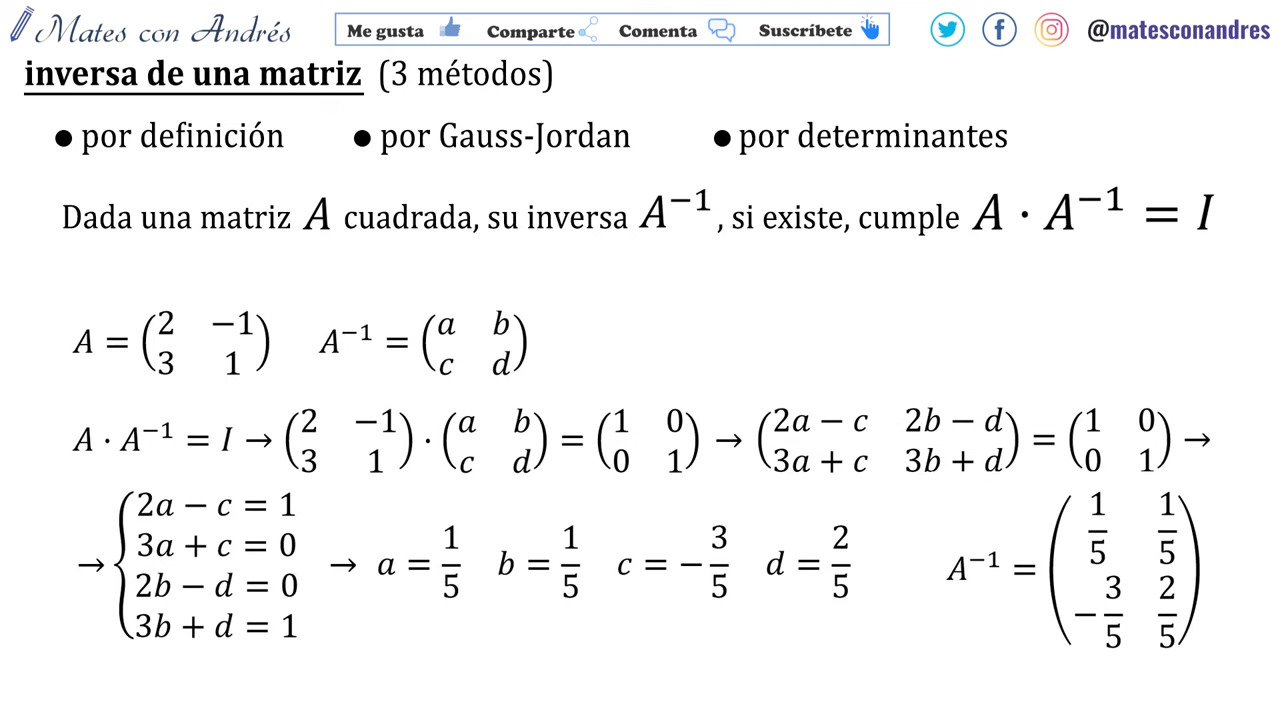 Mates con Andrés Me gusta Comparte Comenta Suscríbete @matesconandres
inversa de una matriz (3 métodos)
● por definición ● por Gauss-Jordan ● por determinantes
Dada una matriz A cuadrada, su inversa A⁻¹, si existe, cumple A · A⁻¹ = I
A = (2 −1; 3 1) A⁻¹ = (a b; c d)
A · A⁻¹ = I → (2 −1; 3 1) · (a b; c d) = (1 0; 0 1) → (2a − c 2b − d; 3a + c 3b + d) = (1 0; 0 1) →
→ {2a − c = 1
3a + c = 0
2b − d = 0
3b + d = 1
→ a = 1/5 b = 1/5 c = −3/5 d = 2/5 A⁻¹ = (1/5 1/5; −3/5 2/5)